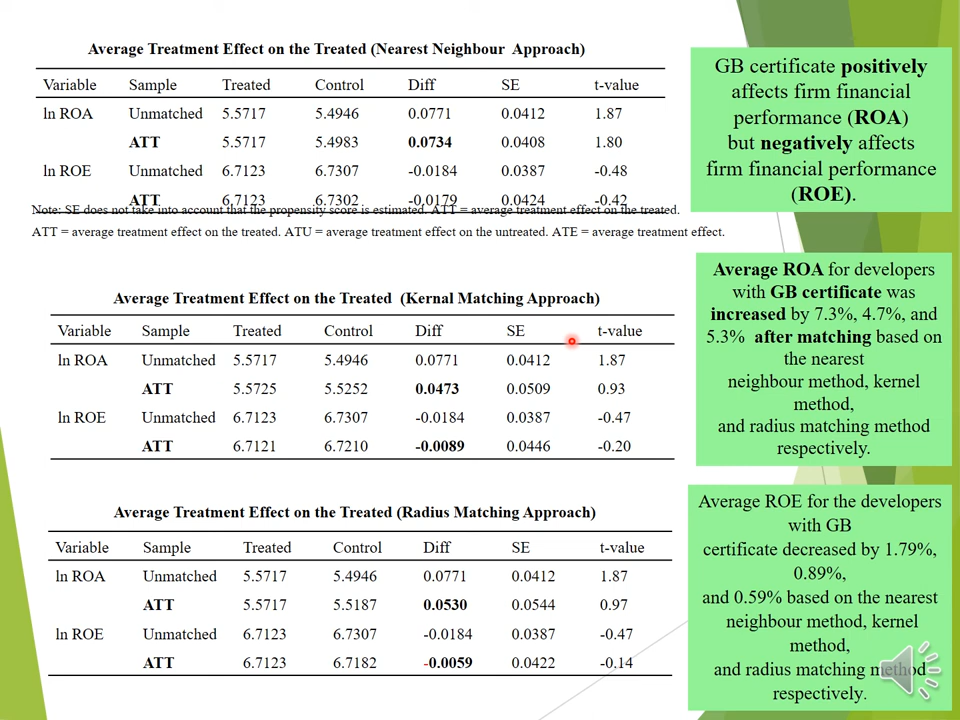 Average Treatment Effect on the Treated (Nearest Neighbour Approach)
Variable Sample Treated Control Diff SE t-value
ln ROA Unmatched 5.5717 5.4946 0.0771 0.0412 1.87
ATT 5.5717 5.4983 0.0734 0.0408 1.80
ln ROE Unmatched 6.7123 6.7307 -0.0184 0.0387 -0.48
ATT 6.7123 6.7302 -0.0179 0.0424 -0.42
Note: SE does not take into account that the propensity score is estimated. ATT = average treatment effect on the treated.
ATT = average treatment effect on the treated. ATU = average treatment effect on the untreated. ATE = average treatment effect.
Average Treatment Effect on the Treated (Kernal Matching Approach)
Variable Sample Treated Control Diff SE t-value
ln ROA Unmatched 5.5717 5.4946 0.0771 0.0412 1.87
ATT 5.5725 5.5252 0.0473 0.0509 0.93
ln ROE Unmatched 6.7123 6.7307 -0.0184 0.0387 -0.47
ATT 6.7121 6.7210 -0.0089 0.0446 -0.20
Average Treatment Effect on the Treated (Radius Matching Approach)
Variable Sample Treated Control Diff SE t-value
ln ROA Unmatched 5.5717 5.4946 0.0771 0.0412 1.87
ATT 5.5717 5.5187 0.0530 0.0544 0.97
ln ROE Unmatched 6.7123 6.7307 -0.0184 0.0387 -0.47
ATT 6.7123 6.7182 -0.0059 0.0422 -0.14
GB certificate positively
affects firm financial
performance (ROA)
but negatively affects
firm financial performance
(ROE).
Average ROA for developers
with GB certificate was
increased by 7.3%, 4.7%, and
5.3% after matching based on
the nearest
neighbour method, kernel
method,
and radius matching method
respectively.
Average ROE for the developers
with GB
certificate decreased by 1.79%,
0.89%,
and 0.59% based on the nearest
neighbour method, kernel
method,
and radius matching method
respectively.